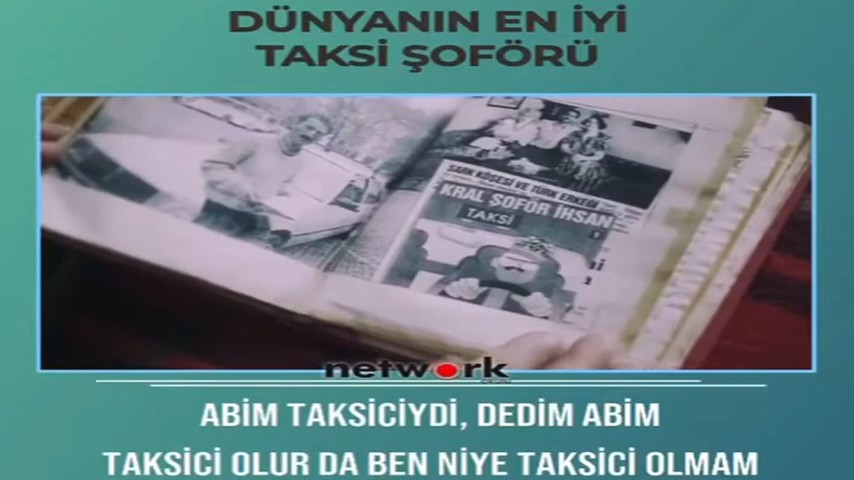 DÜNYANIN EN İYİ
TAKSİ ŞOFÖRÜ
ŞARK KÖŞESİ VE TÜRK ERKEĞİ
KRAL ŞOFÖR İHSAN
TAKSİ
network
ABİM TAKSİCİYDİ, DEDİM ABİM
TAKSİCİ OLUR DA BEN NİYE TAKSİCİ OLMAM